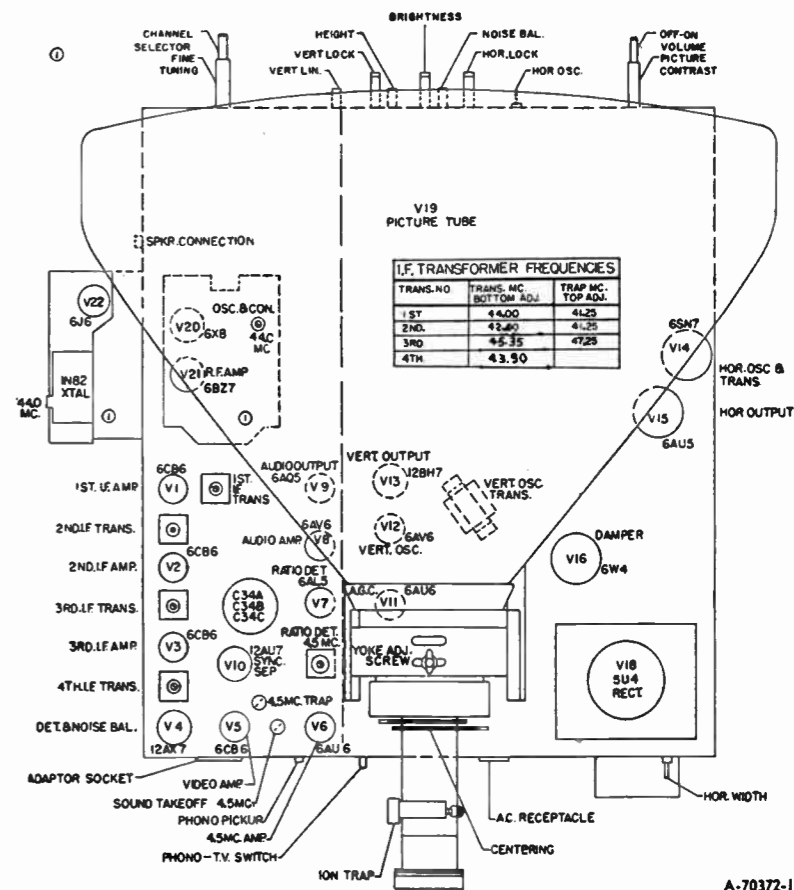 BRIGHTNESS
CHANNEL
SELECTOR
FINE
TUNING
HEIGHT
VERT LOCK
VERT LIN.
NOISE BAL.
HOR. LOCK
HOR OSC.
OFF-ON
VOLUME
PICTURE
CONTRAST
V19
PICTURE TUBE
SPKR. CONNECTION
I.F. TRANSFORMER FREQUENCIES
TRANS. NO. TRANS. MC. BOTTOM ADJ. TRAP MC. TOP ADJ.
1ST 44.00 41.25
2ND. 41.25
3RD 45.35 47.25
4TH. 43.90
V22
6J6
OSC. & CON.
V20
6X8
44.0
MC
V21
R.F. AMP
6BZ7
IN82
XTAL
44.0
MC.
6SN7
V14
HOR. OSC &
TRANS.
V15
HOR OUTPUT
6AU5
6CB6
1ST. I.F. AMP
V1
1ST.
I.F.
TRANS
AUDIO OUTPUT
6AQ5
V9
VERT. OUTPUT
V13
12BH7
VERT. OSC
TRANS.
2ND. I.F. TRANS.
6AV6
AUDIO AMP.
V8
V12
6AV6
VERT. OSC.
DAMPER
V16
6W4
6CB6
2ND. I.F. AMP.
V2
RATIO DET
6AL5
V7
A.G.C.
6AU6
V11
3RD. I.F. TRANS.
C34A
C34B
C34C
6CB6
3RD. I.F. AMP.
V3
V10
12AU7
SYNC.
SEP
RATIO DET.
4.5 MC.
YOKE ADJ.
SCREW
V18
5U4
RECT.
4TH. I.F. TRANS.
4.5 MC. TRAP
DET. & NOISE BAL.
V4
V5
V6
12AX7
6CB6
6AU6
ADAPTOR SOCKET
VIDEO AMP.
SOUND TAKEOFF 4.5MC
PHONO PICKUP
4.5 MC. AMP.
PHONO-T.V. SWITCH
ION TRAP
A.C. RECEPTACLE
CENTERING
HOR. WIDTH
A-70372-1